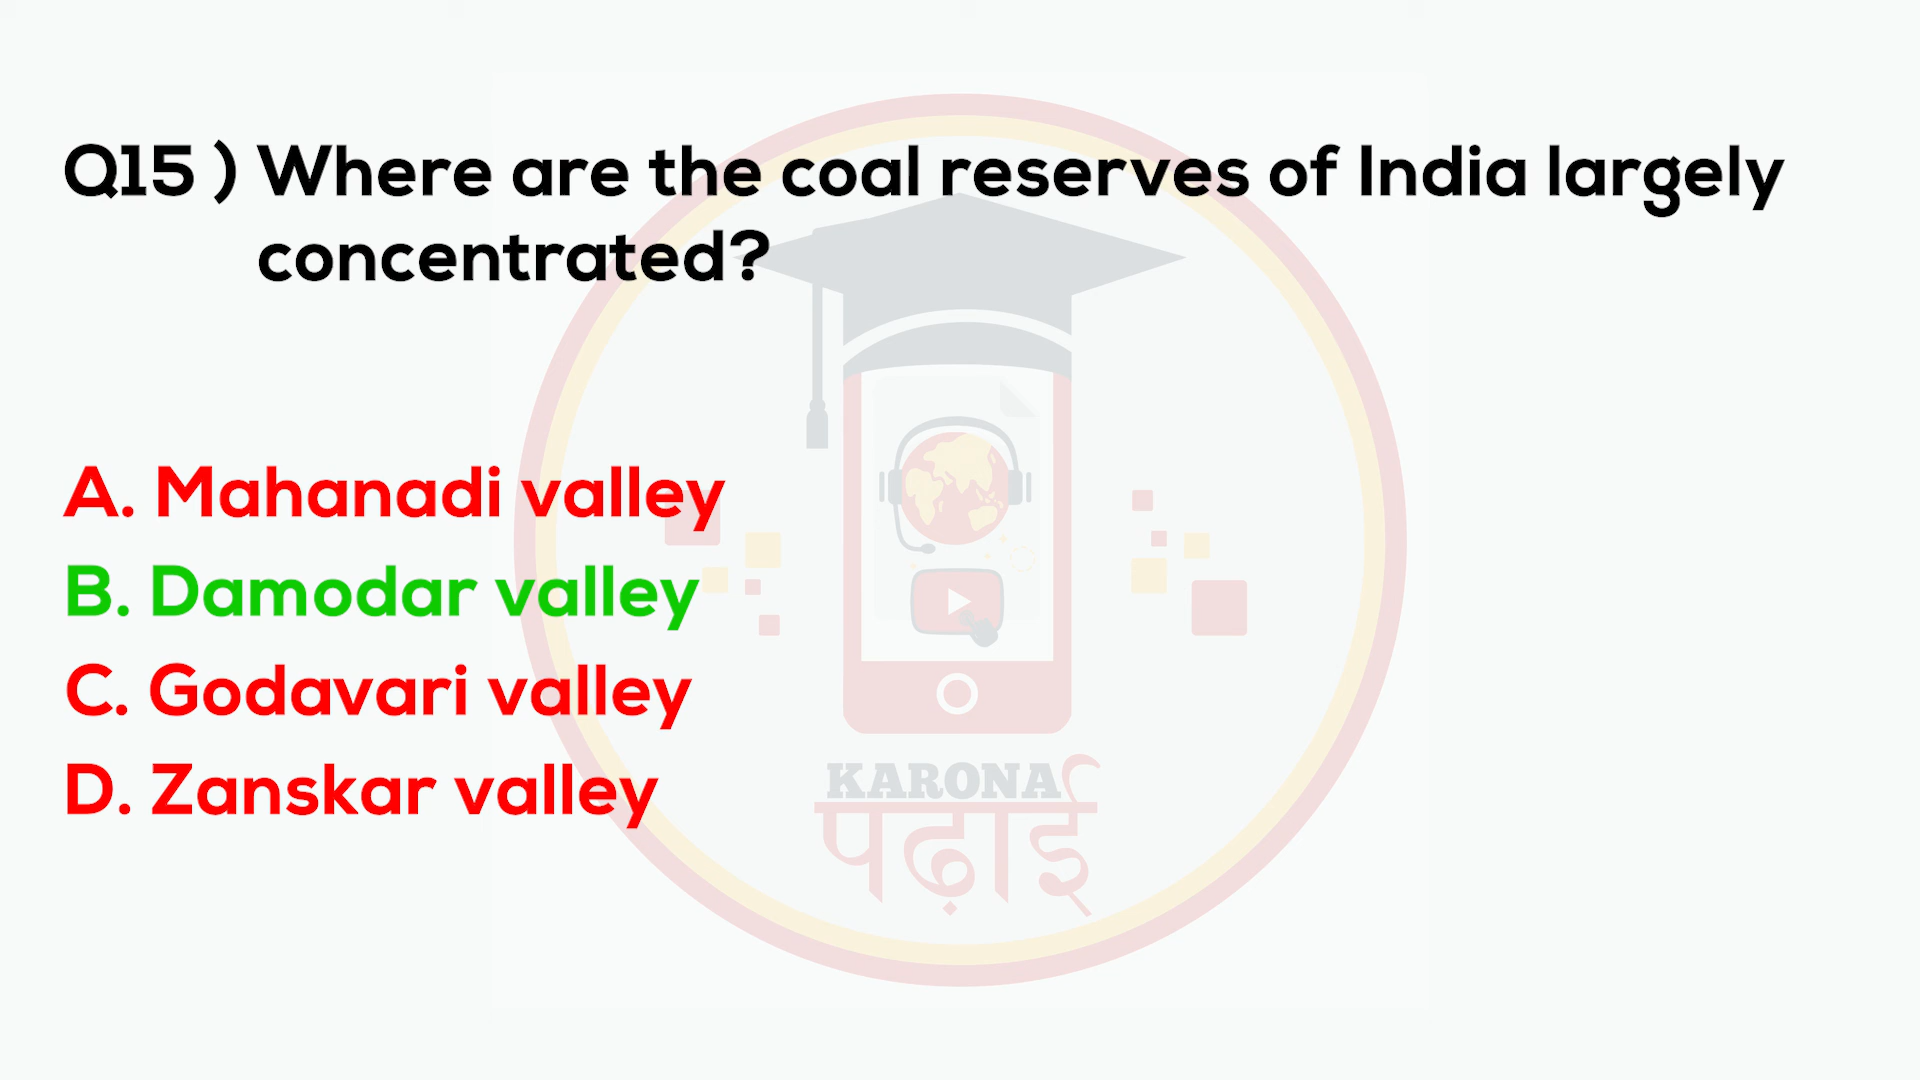 Q15 ) Where are the coal reserves of India largely
concentrated?
A. Mahanadi valley
B. Damodar valley
C. Godavari valley
D. Zanskar valley
KARONA
पढ़ाई